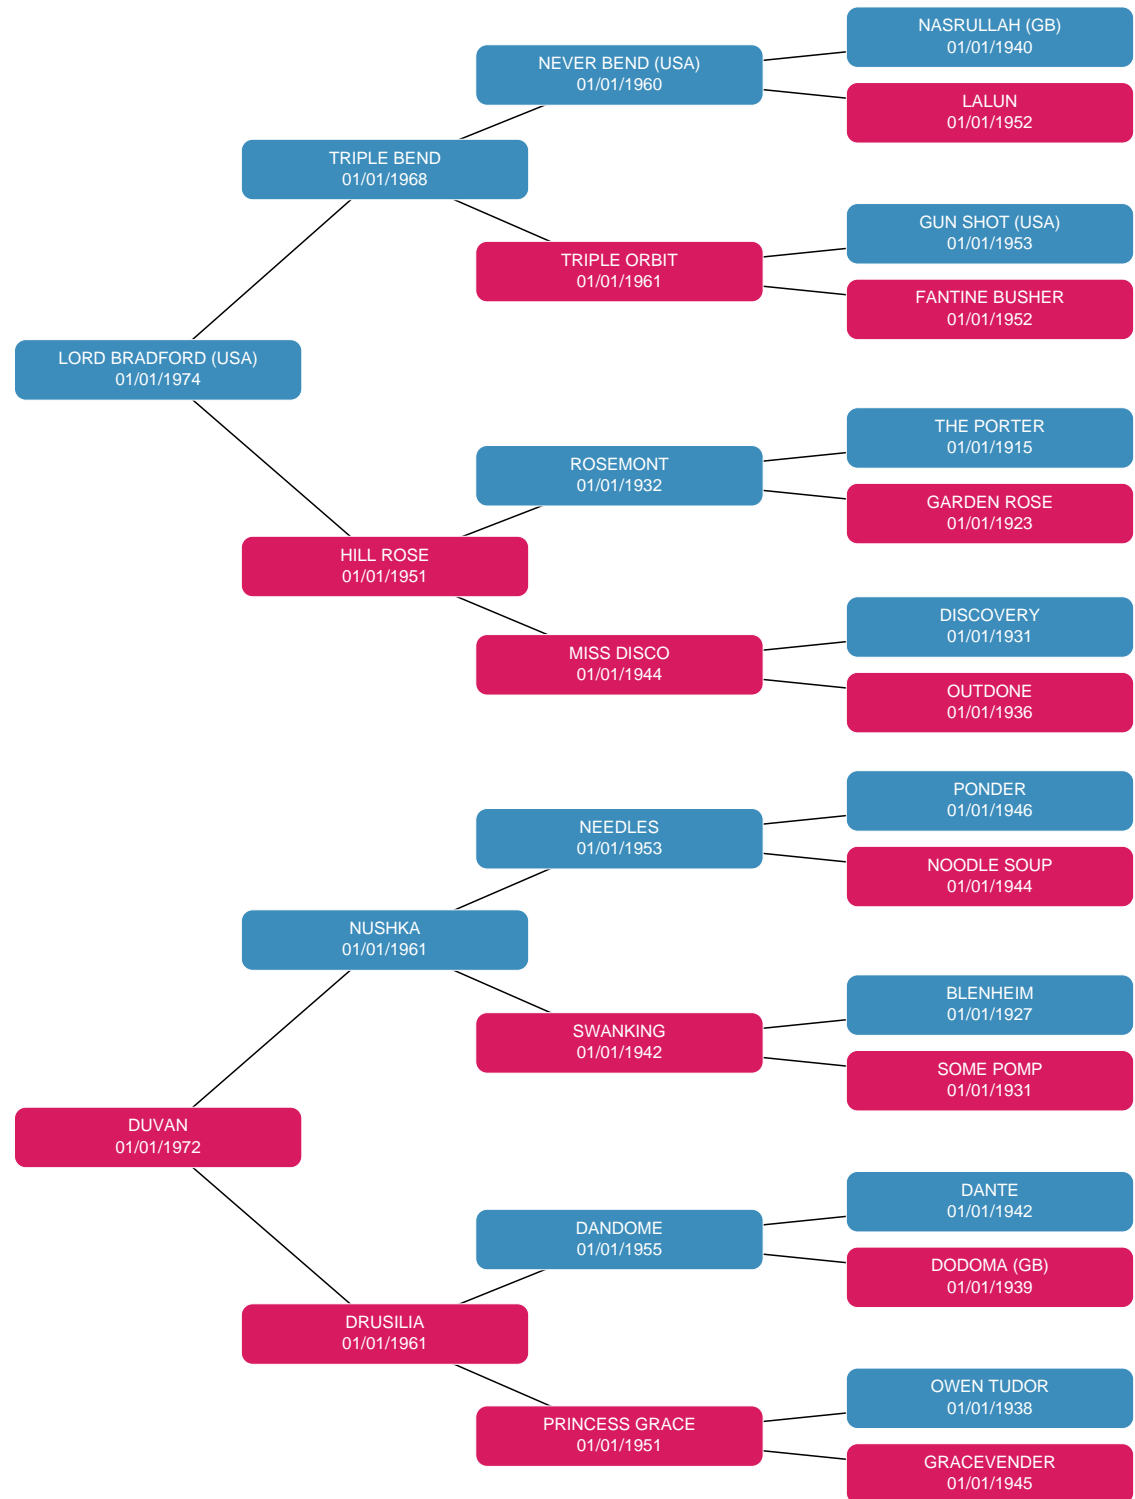 NASRULLAH (GB)
01/01/1940
NEVER BEND (USA)
01/01/1960
LALUN
01/01/1952
TRIPLE BEND
01/01/1968
GUN SHOT (USA)
01/01/1953
TRIPLE ORBIT
01/01/1961
FANTINE BUSHER
01/01/1952
LORD BRADFORD (USA)
01/01/1974
THE PORTER
01/01/1915
ROSEMONT
01/01/1932
GARDEN ROSE
01/01/1923
HILL ROSE
01/01/1951
DISCOVERY
01/01/1931
MISS DISCO
01/01/1944
OUTDONE
01/01/1936
PONDER
01/01/1946
NEEDLES
01/01/1953
NOODLE SOUP
01/01/1944
NUSHKA
01/01/1961
BLENHEIM
01/01/1927
SWANKING
01/01/1942
SOME POMP
01/01/1931
DUVAN
01/01/1972
DANTE
01/01/1942
DANDOME
01/01/1955
DODOMA (GB)
01/01/1939
DRUSILIA
01/01/1961
OWEN TUDOR
01/01/1938
PRINCESS GRACE
01/01/1951
GRACEVENDER
01/01/1945